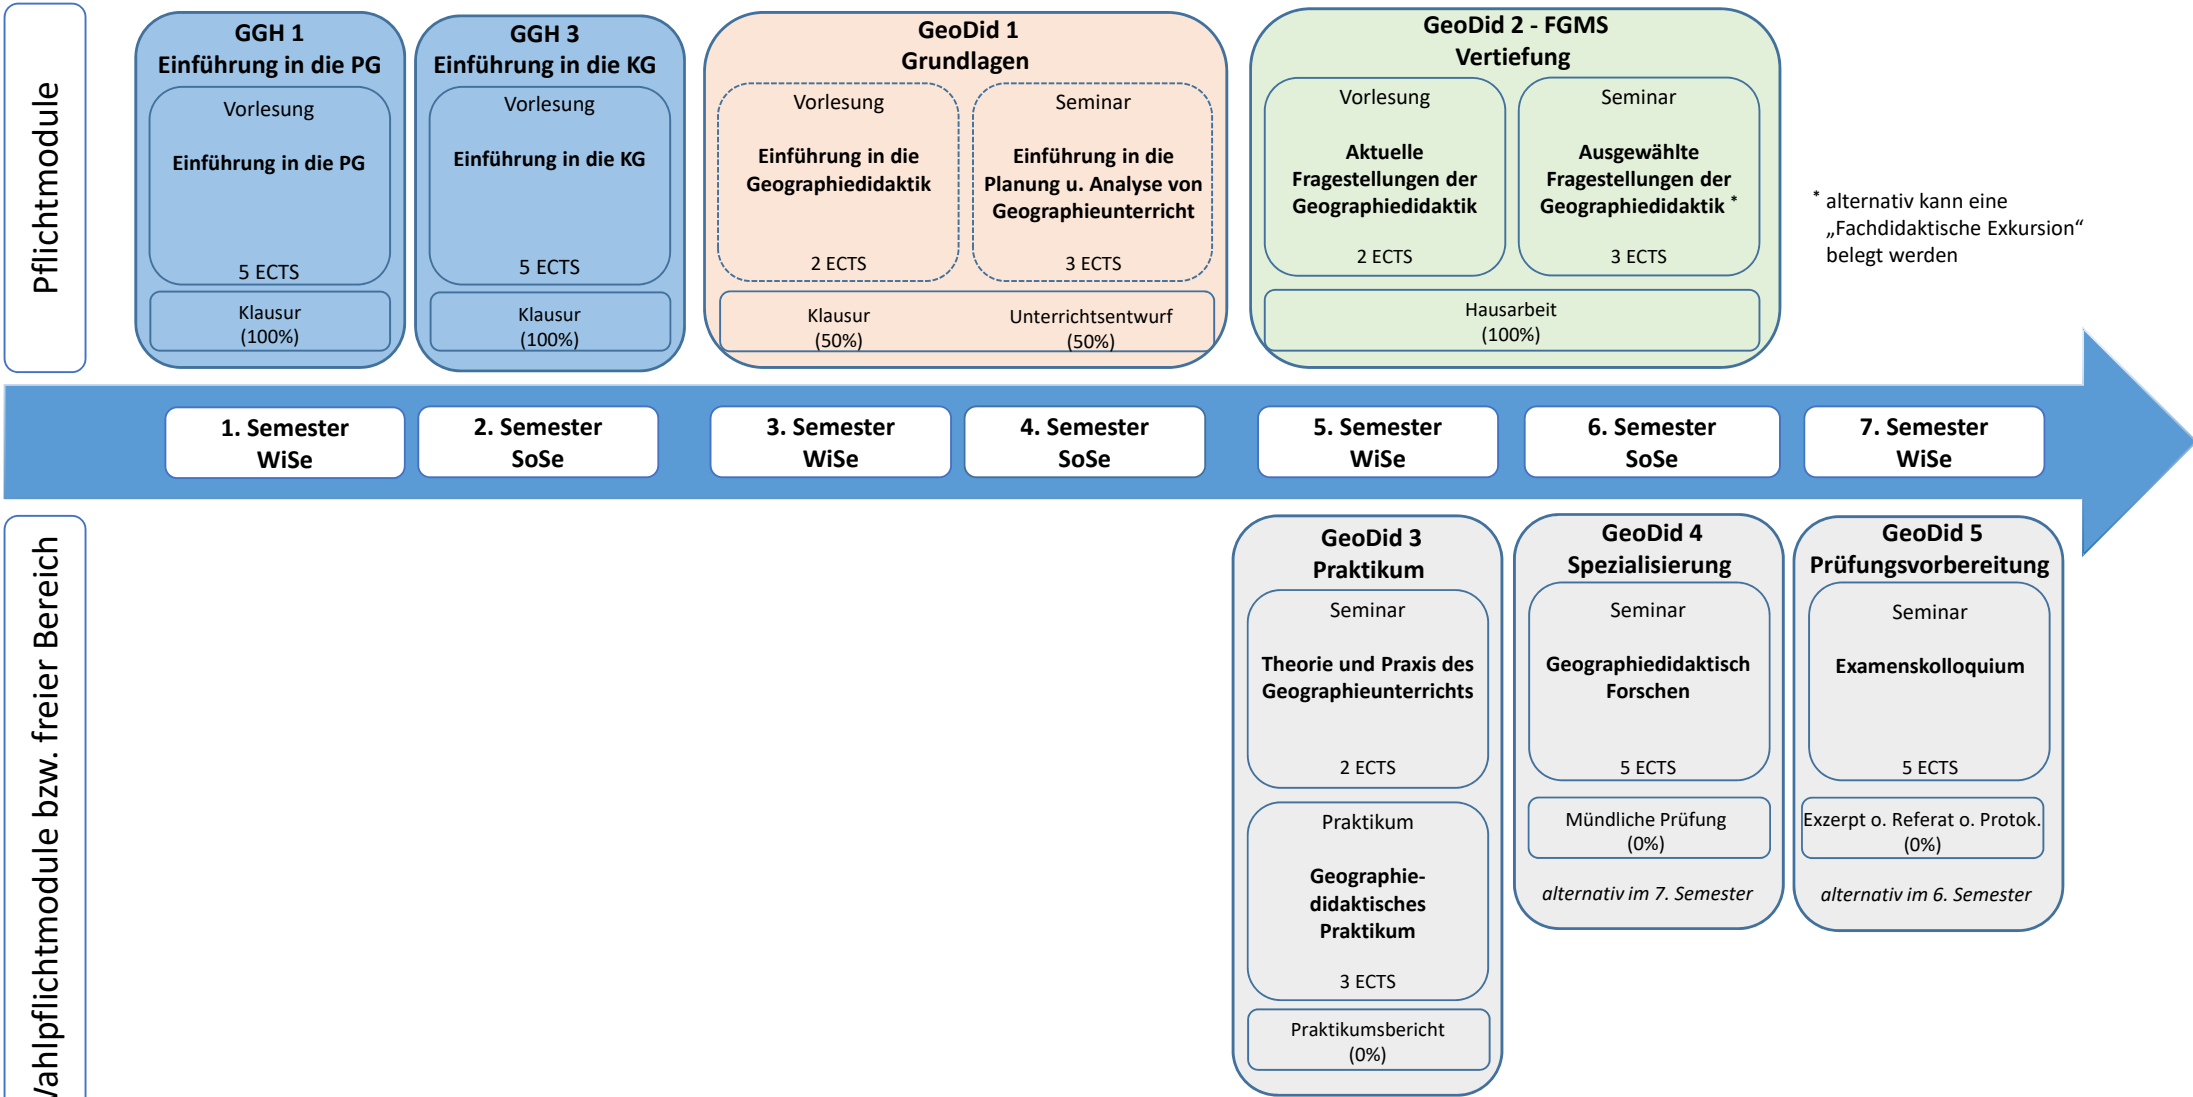 Pflichtmodule
GGH 1
Einführung in die PG
Vorlesung
Einführung in die PG
5 ECTS
Klausur
(100%)
GGH 3
Einführung in die KG
Vorlesung
Einführung in die KG
5 ECTS
Klausur
(100%)
GeoDid 1
Grundlagen
Vorlesung
Einführung in die
Geographiedidaktik
2 ECTS
Seminar
Einführung in die
Planung u. Analyse von
Geographieunterricht
3 ECTS
Klausur
(50%)
Unterrichtsentwurf
(50%)
GeoDid 2 - FGMS
Vertiefung
Vorlesung
Aktuelle
Fragestellungen der
Geographiedidaktik
2 ECTS
Seminar
Ausgewählte
Fragestellungen der
Geographiedidaktik *
3 ECTS
Hausarbeit
(100%)
* alternativ kann eine
„Fachdidaktische Exkursion“
belegt werden
1. Semester
WiSe
2. Semester
SoSe
3. Semester
WiSe
4. Semester
SoSe
5. Semester
WiSe
6. Semester
SoSe
7. Semester
WiSe
bzw. freier Bereich
GeoDid 3
Praktikum
Seminar
Theorie und Praxis des
Geographieunterrichts
2 ECTS
Praktikum
Geographie-
didaktisches
Praktikum
3 ECTS
Praktikumsbericht
(0%)
GeoDid 4
Spezialisierung
Seminar
Geographiedidaktisch
Forschen
5 ECTS
Mündliche Prüfung
(0%)
alternativ im 7. Semester
GeoDid 5
Prüfungsvorbereitung
Seminar
Examenskolloquium
5 ECTS
Exzerpt o. Referat o. Protok.
(0%)
alternativ im 6. Semester